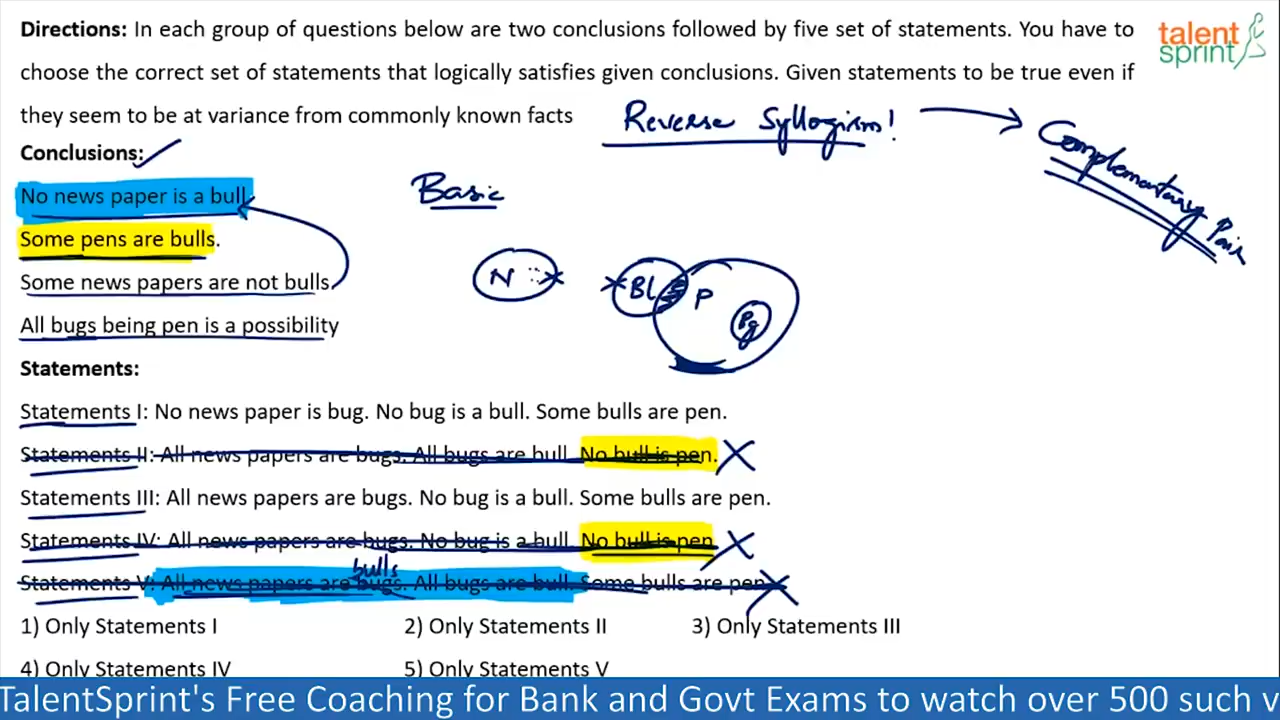 Directions: In each group of questions below are two conclusions followed by five set of statements. You have to
choose the correct set of statements that logically satisfies given conclusions. Given statements to be true even if
they seem to be at variance from commonly known facts
talent
sprint
Reverse Syllogism!
Complementary Pair
Conclusions:
Basic
No news paper is a bull
Some pens are bulls.
Some news papers are not bulls
All bugs being pen is a possibility
N
Bl
P
Bg
Statements:
Statements I: No news paper is bug. No bug is a bull. Some bulls are pen.
Statements II: All news papers are bugs. All bugs are bull. No bull is pen.
Statements III: All news papers are bugs. No bug is a bull. Some bulls are pen.
Statements IV: All news papers are bugs. No bug is a bull. No bull is pen
bulls
Statements V: All news papers are bugs. All bugs are bull. Some bulls are pen
1) Only Statements I 2) Only Statements II 3) Only Statements III
4) Only Statements IV 5) Only Statements V
TalentSprint's Free Coaching for Bank and Govt Exams to watch over 500 such v